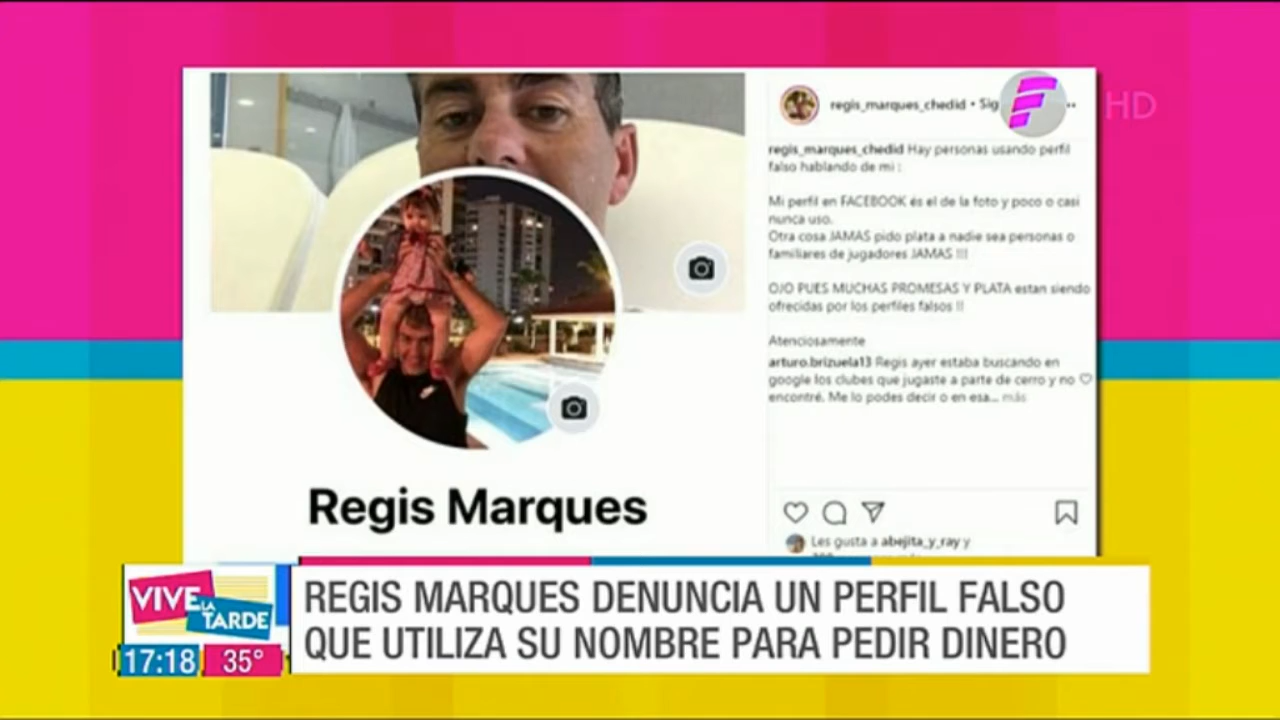 regis_marques_chedid • Sig
HD
regis_marques_chedid Hay personas usando perfil
falso hablando de mi :
Mi perfil en FACEBOOK és el de la foto y poco o casi
nunca uso.
Otra cosa JAMAS pido plata a nadie sea personas o
familiares de jugadores JAMAS !!!
OJO PUES MUCHAS PROMESAS Y PLATA estan siendo
ofrecidas por los perfiles falsos !!
Atenciosamente
arturo.brizuela13 Regis ayer estaba buscando en
google los clubes que jugaste a parte de cerro y no
encontré. Me lo podes decir o en esa... más
Regis Marques
Les gusta a abejita_y_ray y
VIVE LA TARDE
REGIS MARQUES DENUNCIA UN PERFIL FALSO
QUE UTILIZA SU NOMBRE PARA PEDIR DINERO
17:18 35°